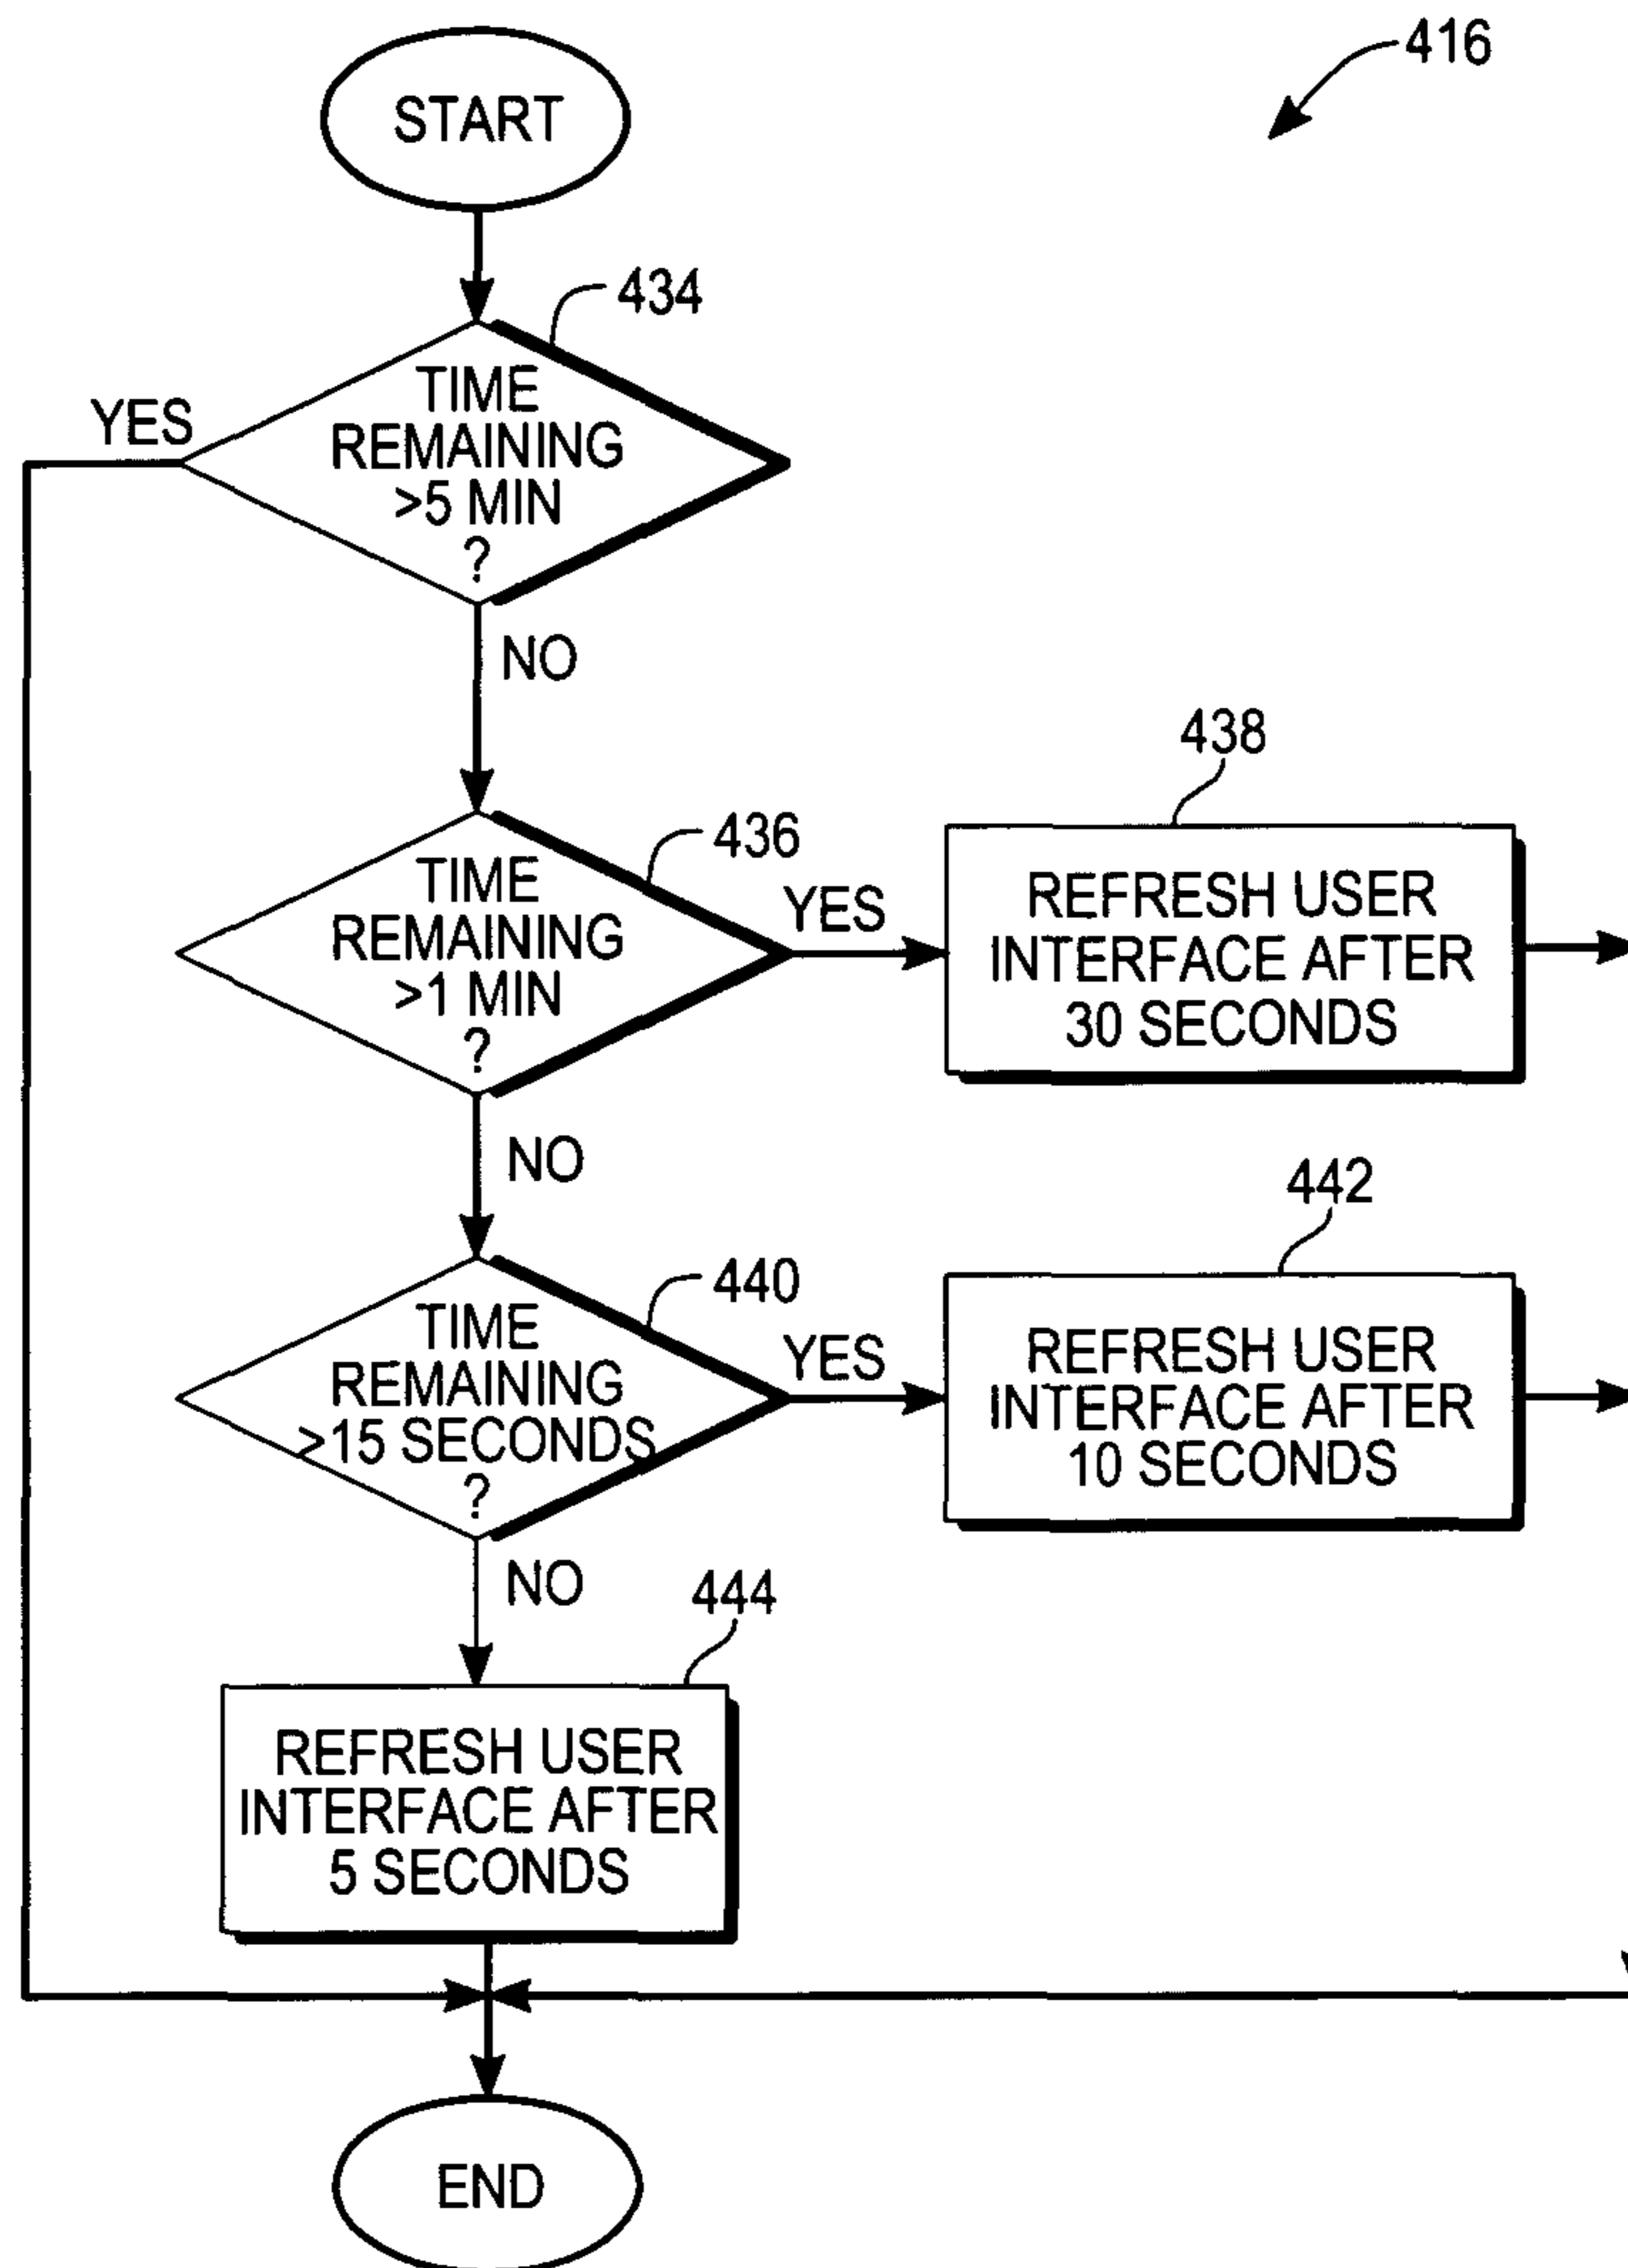 416
START
434
TIME
REMAINING
>5 MIN
?
YES
NO
438
436
TIME
REMAINING
>1 MIN
?
YES
REFRESH USER
INTERFACE AFTER
30 SECONDS
NO
442
440
TIME
REMAINING
>15 SECONDS
?
YES
REFRESH USER
INTERFACE AFTER
10 SECONDS
NO
444
REFRESH USER
INTERFACE AFTER
5 SECONDS
END